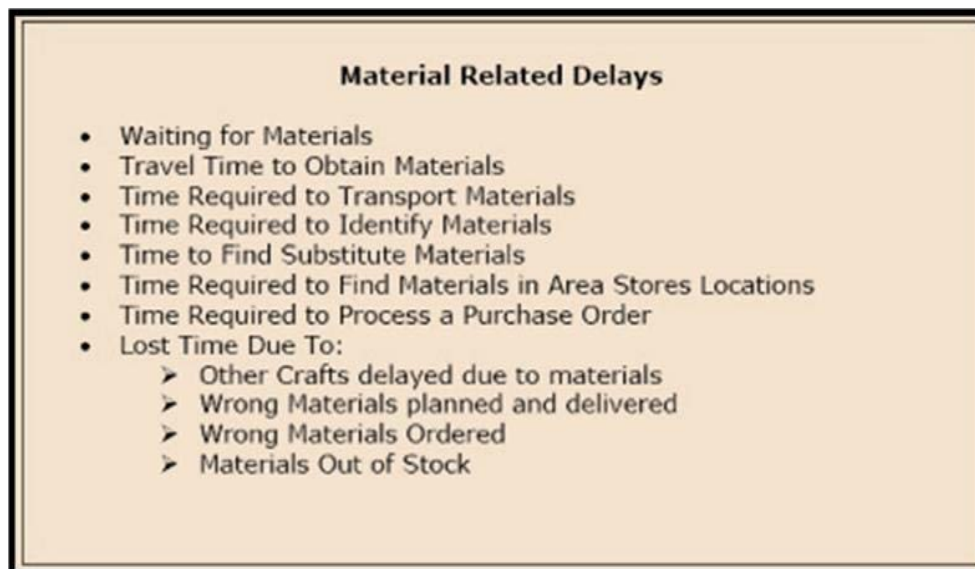 Material Related Delays
• Waiting for Materials
• Travel Time to Obtain Materials
• Time Required to Transport Materials
• Time Required to Identify Materials
• Time to Find Substitute Materials
• Time Required to Find Materials in Area Stores Locations
• Time Required to Process a Purchase Order
• Lost Time Due To:
➢ Other Crafts delayed due to materials
➢ Wrong Materials planned and delivered
➢ Wrong Materials Ordered
➢ Materials Out of Stock